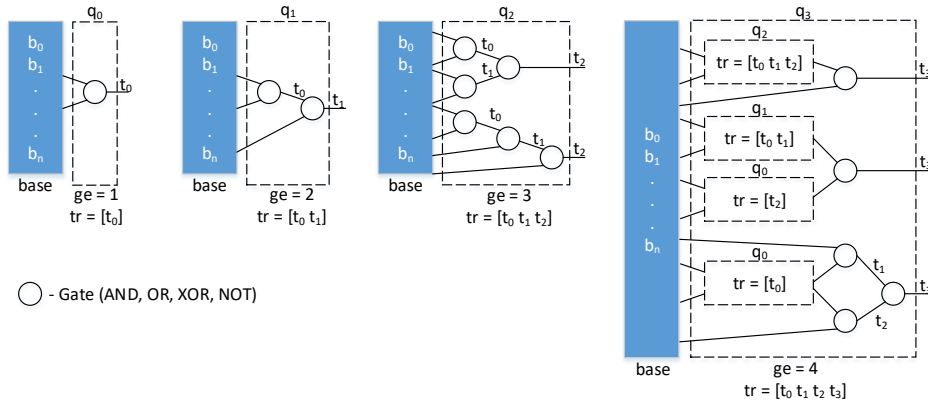 q0
b0
b1
.
.
.
bn
t0
base
ge = 1
tr = [t0]
q1
b0
b1
.
.
.
bn
t0
t1
base
ge = 2
tr = [t0 t1]
q2
b0
b1
.
.
.
bn
t0
t1
t2
t0
t1
t2
base
ge = 3
tr = [t0 t1 t2]
q3
q2
tr = [t0 t1 t2]
t3
q1
tr = [t0 t1]
t3
q0
tr = [t2]
b0
b1
.
.
.
bn
q0
tr = [t0]
t1
t2
t3
base
ge = 4
tr = [t0 t1 t2 t3]
- Gate (AND, OR, XOR, NOT)